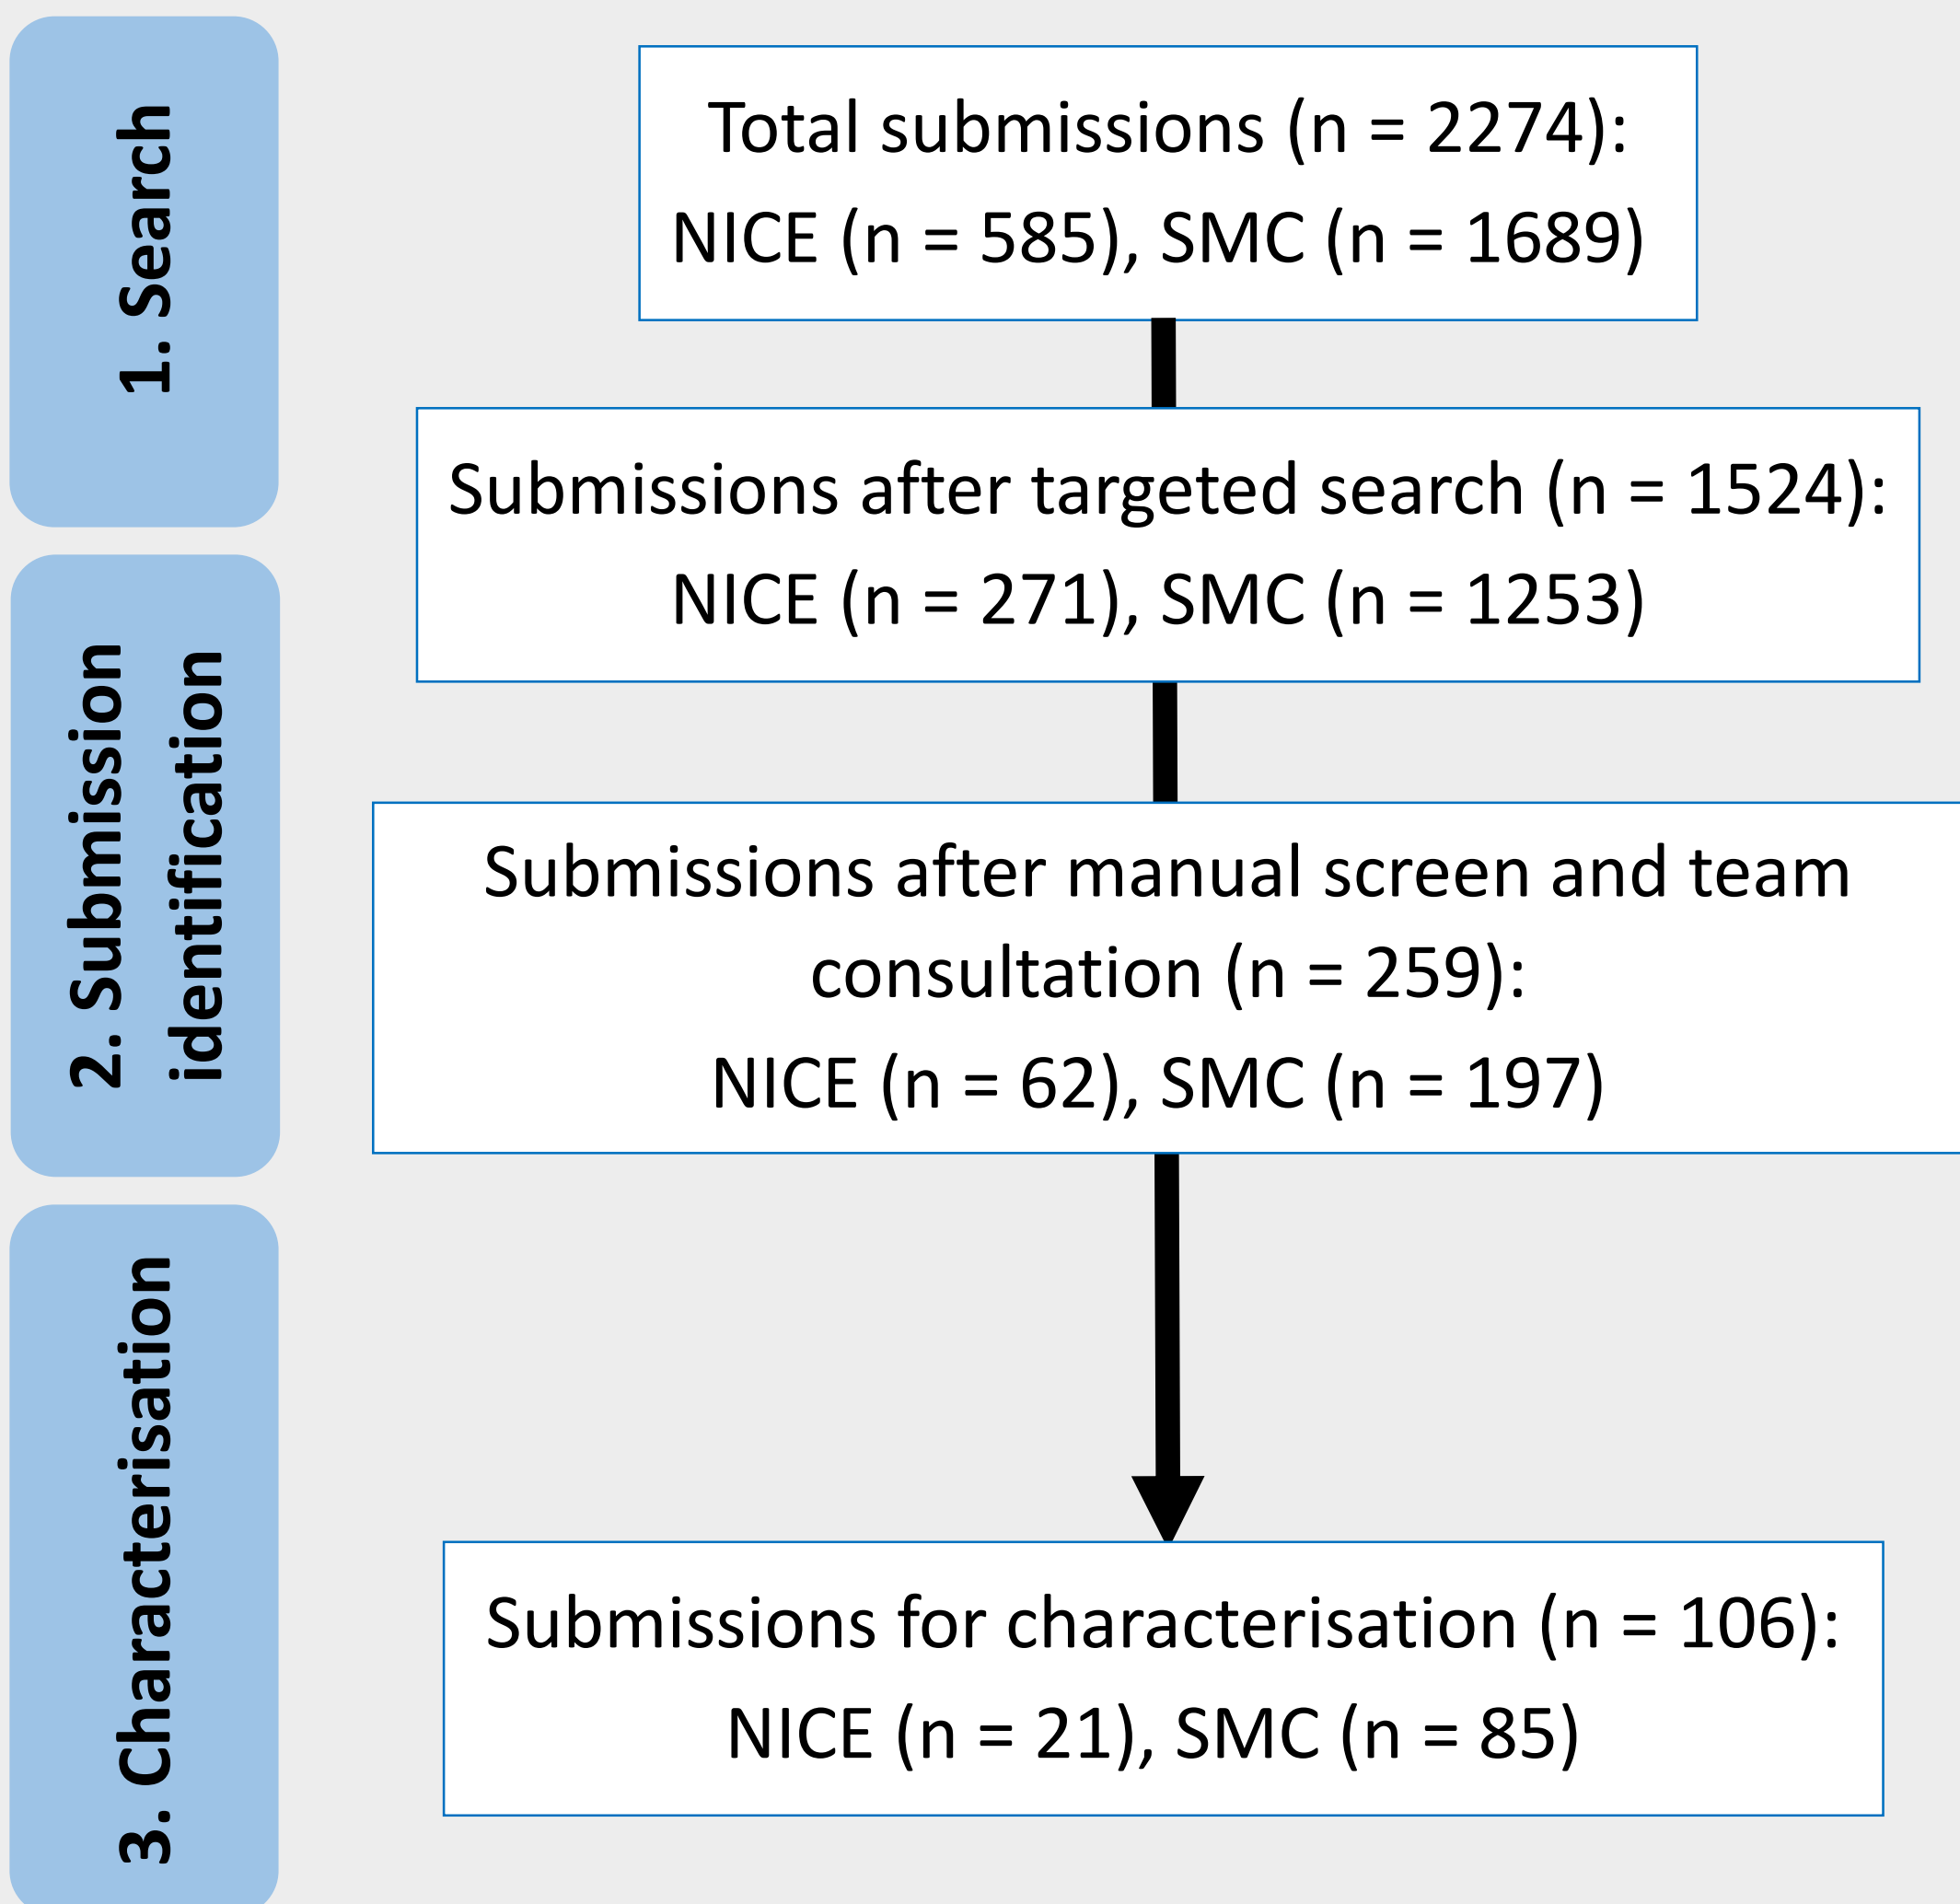 1. Search
Total submissions (n = 2274):
NICE (n = 585), SMC (n = 1689)
Submissions after targeted search (n = 1524):
NICE (n = 271), SMC (n = 1253)
2. Submission
identification
Submissions after manual screen and team
consultation (n = 259):
NICE (n = 62), SMC (n = 197)
3. Characterisation
Submissions for characterisation (n = 106):
NICE (n = 21), SMC (n = 85)